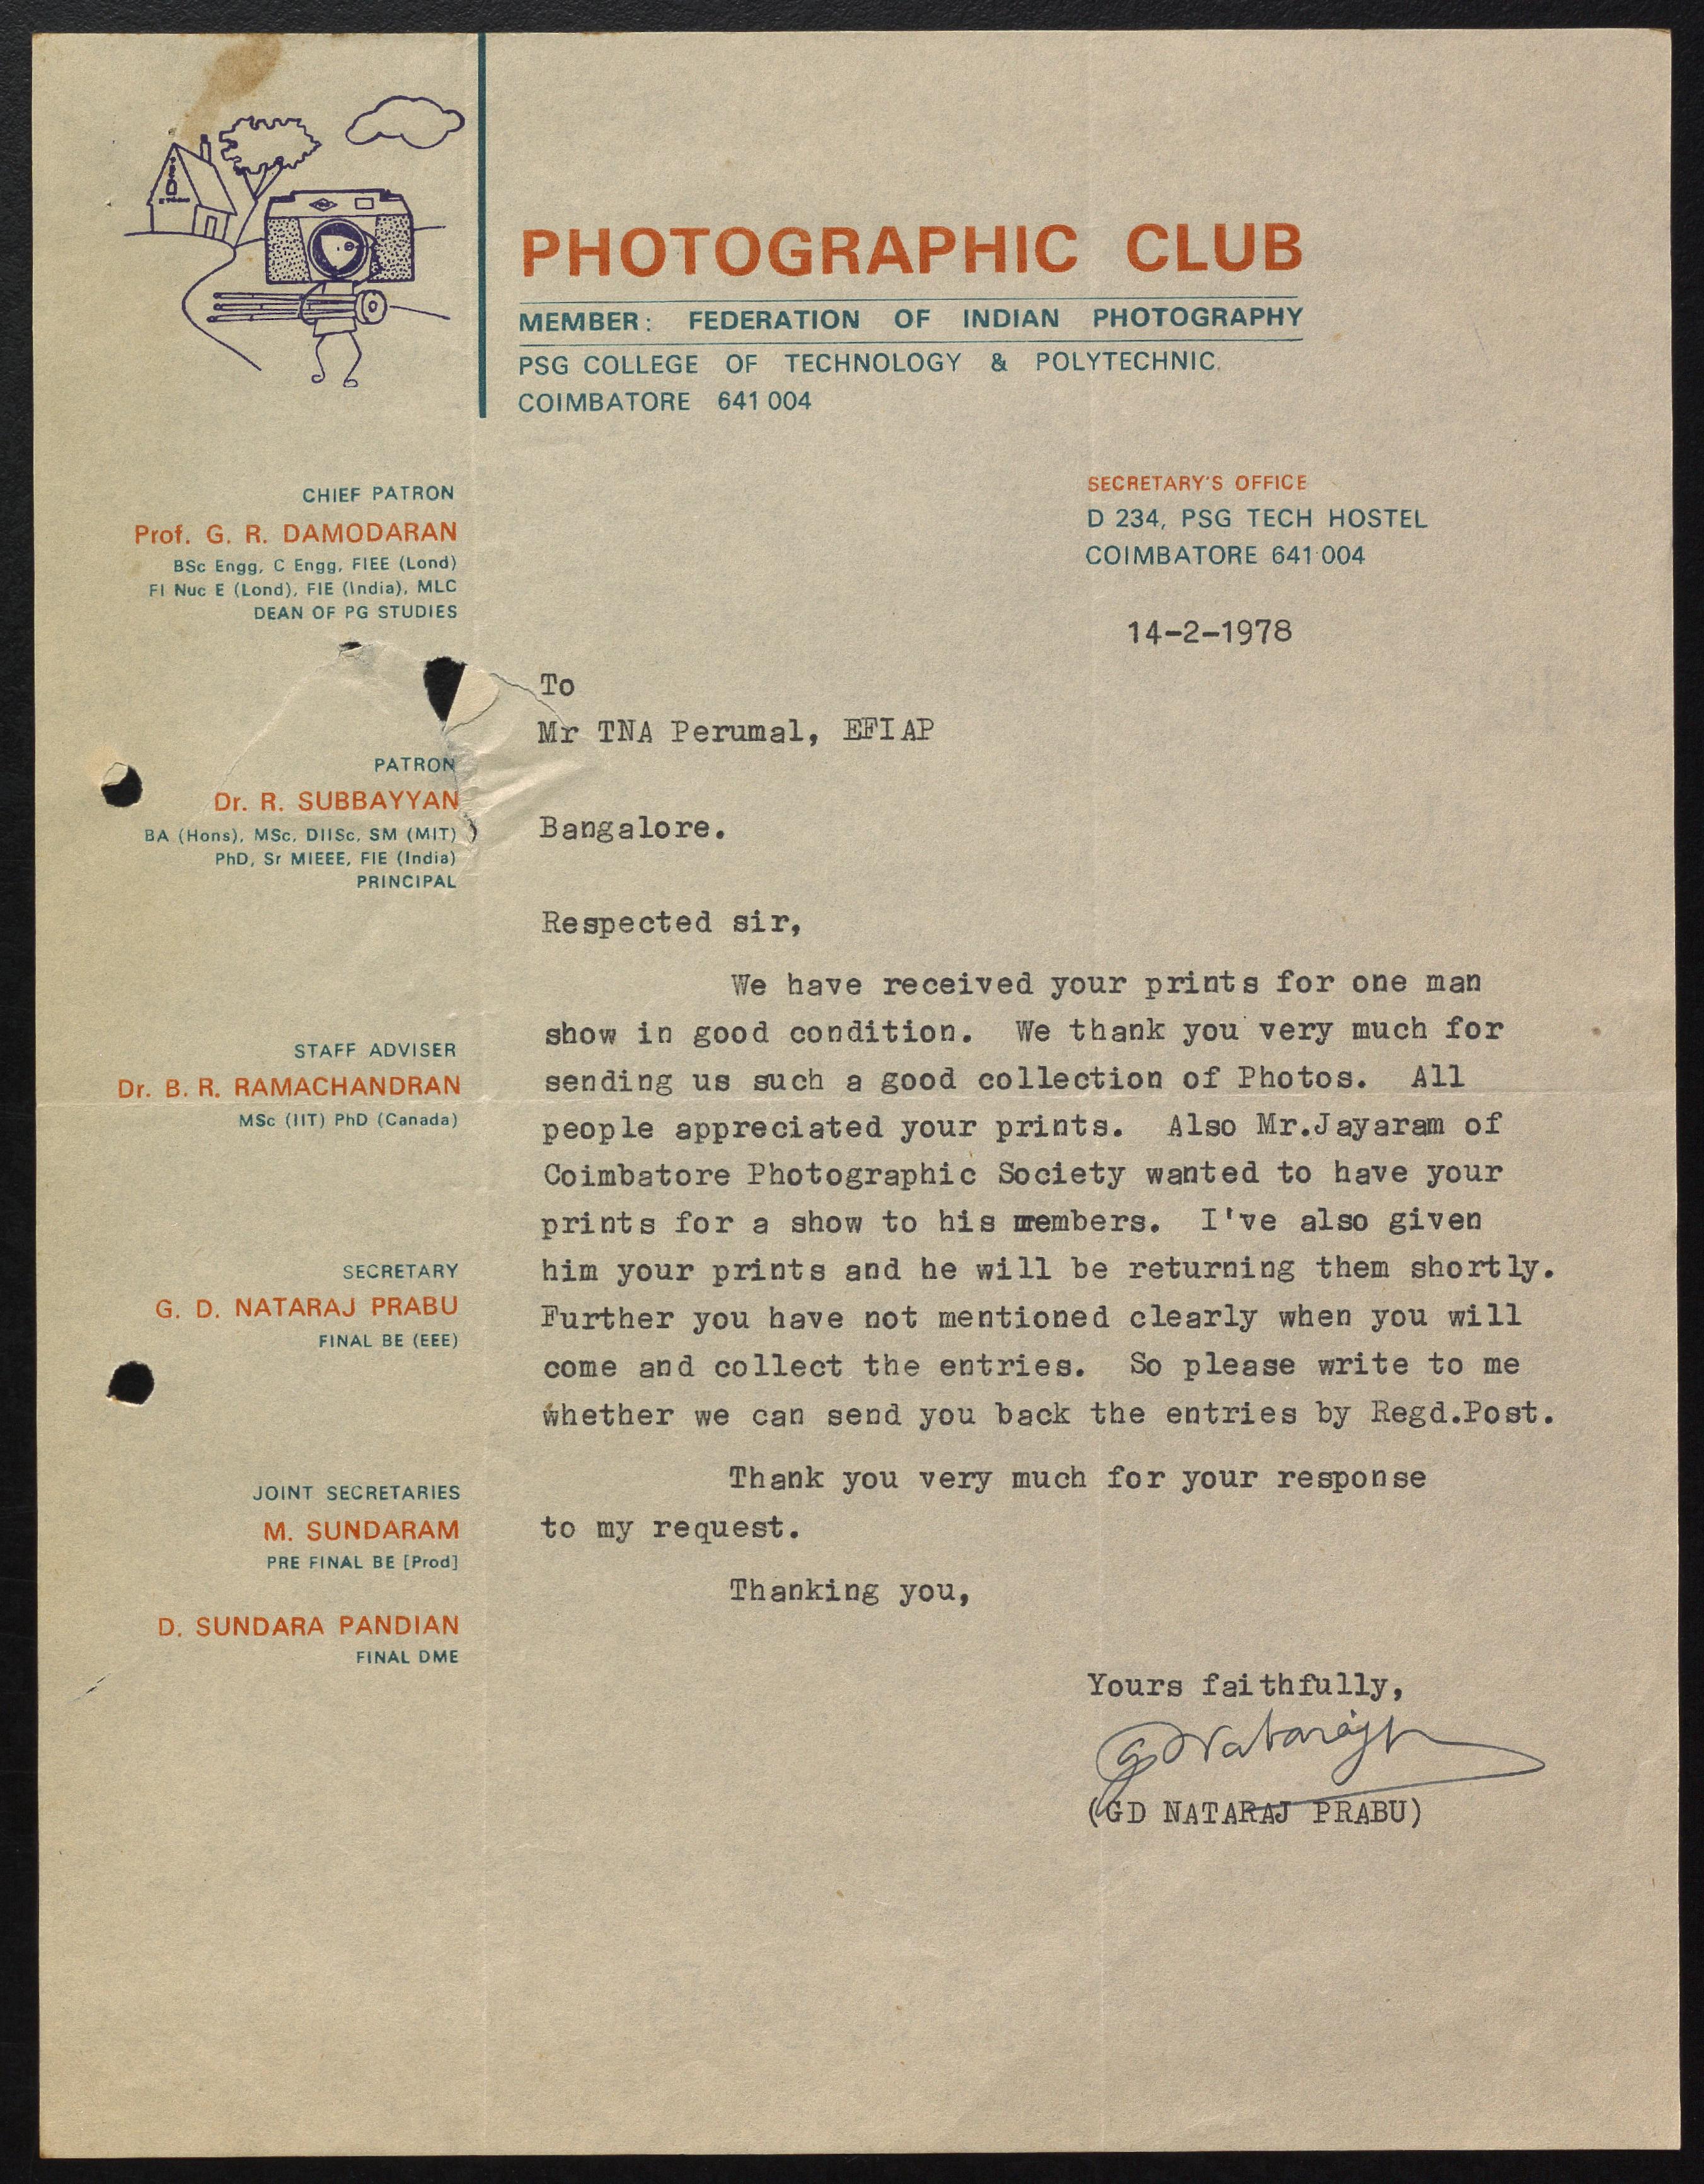 PHOTOGRAPHIC CLUB
MEMBER: FEDERATION OF INDIAN PHOTOGRAPHY
PSG COLLEGE OF TECHNOLOGY & POLYTECHNIC.
COIMBATORE 641 004
CHIEF PATRON
Prof. G. R. DAMODARAN
BSc Engg, C Engg, FIEE (Lond)
FI Nuc E (Lond), FIE (India), MLC
DEAN OF PG STUDIES
PATRON
Dr. R. SUBBAYYAN
BA (Hons), MSc, DIISc, SM (MIT)
PhD, Sr MIEEE, FIE (India)
PRINCIPAL
STAFF ADVISER
Dr. B. R. RAMACHANDRAN
MSc (IIT) PhD (Canada)
SECRETARY
G. D. NATARAJ PRABU
FINAL BE (EEE)
JOINT SECRETARIES
M. SUNDARAM
PRE FINAL BE [Prod]
D. SUNDARA PANDIAN
FINAL DME
SECRETARY'S OFFICE
D 234, PSG TECH HOSTEL
COIMBATORE 641 004
14-2-1978
To
Mr TNA Perumal, EFIAP
Bangalore.
Respected sir,
We have received your prints for one man
show in good condition. We thank you very much for
sending us such a good collection of Photos. All
people appreciated your prints. Also Mr.Jayaram of
Coimbatore Photographic Society wanted to have your
prints for a show to his members. I've also given
him your prints and he will be returning them shortly.
Further you have not mentioned clearly when you will
come and collect the entries. So please write to me
whether we can send you back the entries by Regd.Post.
Thank you very much for your response
to my request.
Thanking you,
Yours faithfully,
(GD NATARAJ PRABU)